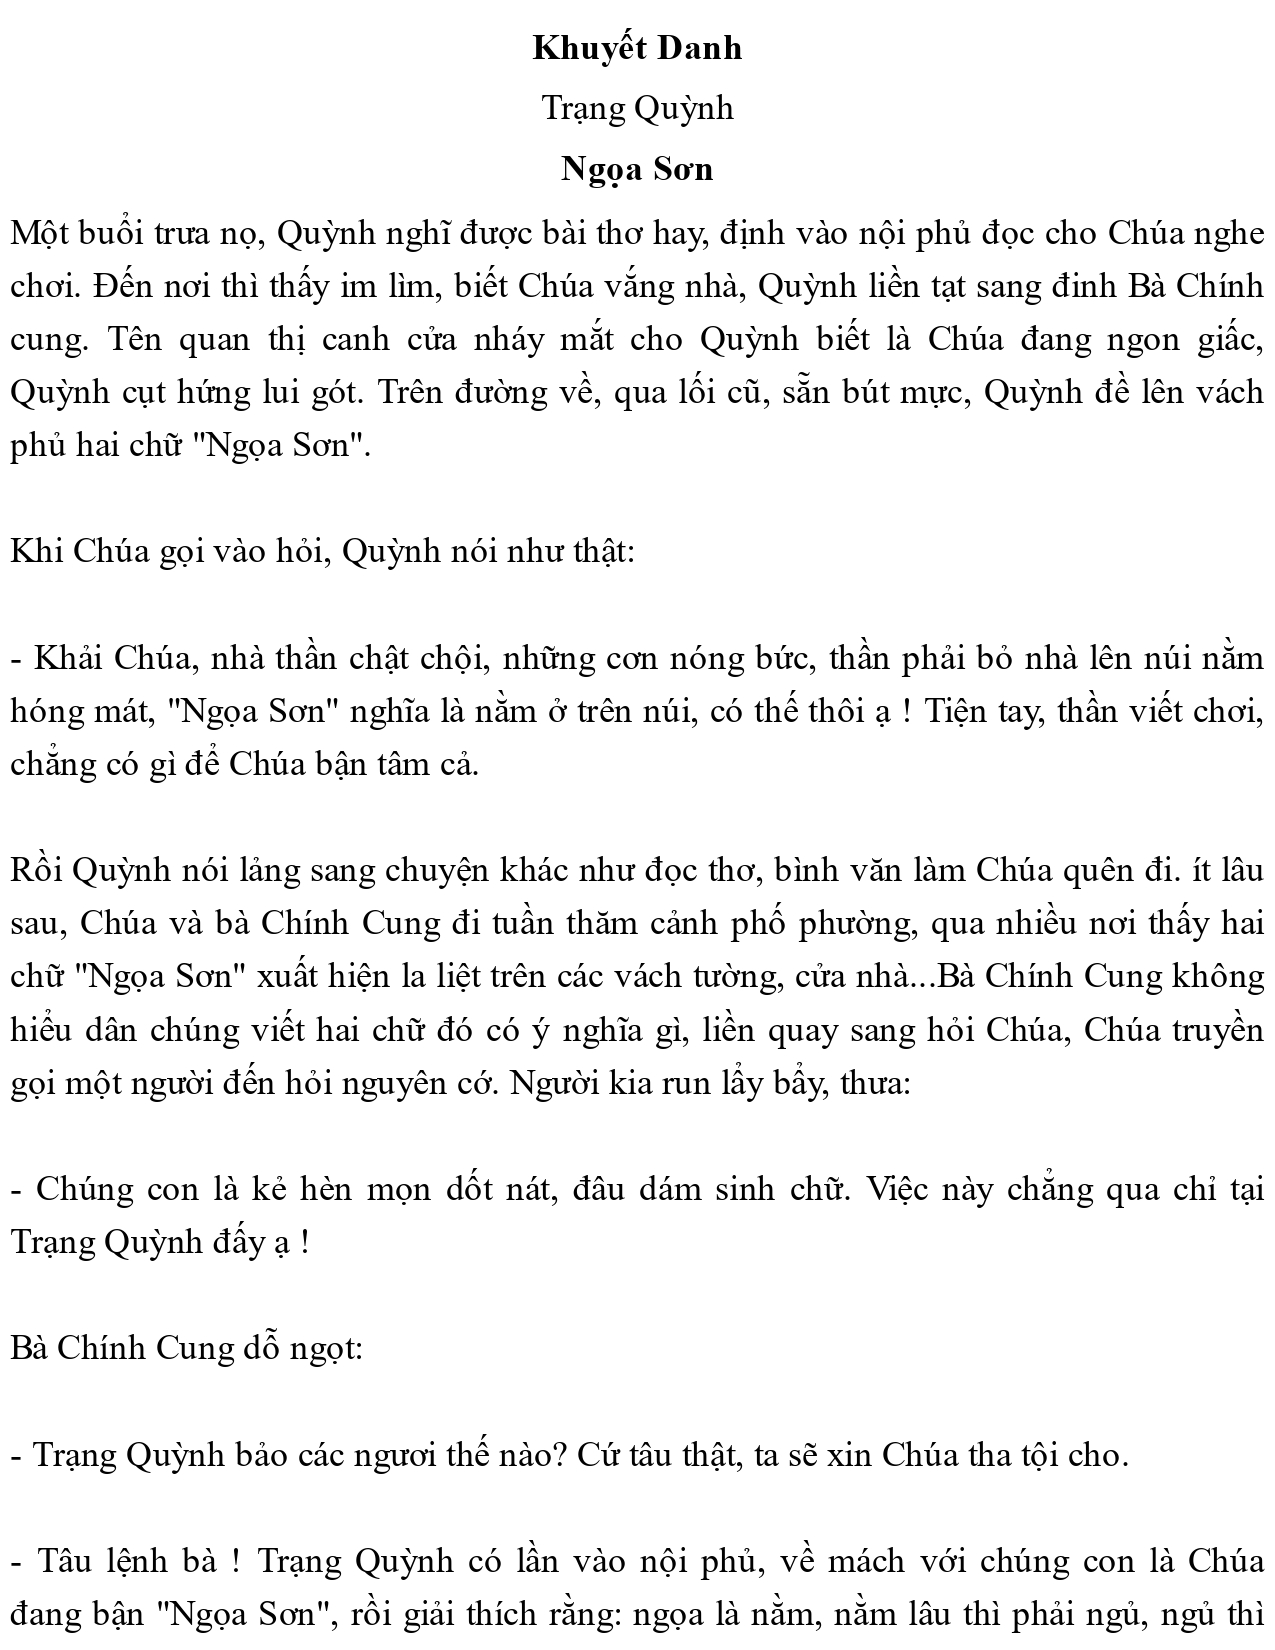 Khuyết Danh
Trạng Quỳnh
Ngọa Sơn
Một buổi trưa nọ, Quỳnh nghĩ được bài thơ hay, định vào nội phủ đọc cho Chúa nghe
chơi. Đến nơi thì thấy im lìm, biết Chúa vắng nhà, Quỳnh liền tạt sang đinh Bà Chính
cung. Tên quan thị canh cửa nháy mắt cho Quỳnh biết là Chúa đang ngon giấc,
Quỳnh cụt hứng lui gót. Trên đường về, qua lối cũ, sẵn bút mực, Quỳnh đề lên vách
phủ hai chữ "Ngọa Sơn".
Khi Chúa gọi vào hỏi, Quỳnh nói như thật:
- Khải Chúa, nhà thần chật chội, những cơn nóng bức, thần phải bỏ nhà lên núi nằm
hóng mát, "Ngọa Sơn" nghĩa là nằm ở trên núi, có thế thôi ạ ! Tiện tay, thần viết chơi,
chẳng có gì để Chúa bận tâm cả.
Rồi Quỳnh nói lảng sang chuyện khác như đọc thơ, bình văn làm Chúa quên đi. ít lâu
sau, Chúa và bà Chính Cung đi tuần thăm cảnh phố phường, qua nhiều nơi thấy hai
chữ "Ngọa Sơn" xuất hiện la liệt trên các vách tường, cửa nhà...Bà Chính Cung không
hiểu dân chúng viết hai chữ đó có ý nghĩa gì, liền quay sang hỏi Chúa, Chúa truyền
gọi một người đến hỏi nguyên cớ. Người kia run lẩy bẩy, thưa:
- Chúng con là kẻ hèn mọn dốt nát, đâu dám sinh chữ. Việc này chẳng qua chỉ tại
Trạng Quỳnh đấy ạ !
Bà Chính Cung dỗ ngọt:
- Trạng Quỳnh bảo các ngươi thế nào? Cứ tâu thật, ta sẽ xin Chúa tha tội cho.
- Tâu lệnh bà ! Trạng Quỳnh có lần vào nội phủ, về mách với chúng con là Chúa
đang bận "Ngọa Sơn", rồi giải thích rằng: ngọa là nằm, nằm lâu thì phải ngủ, ngủ thì